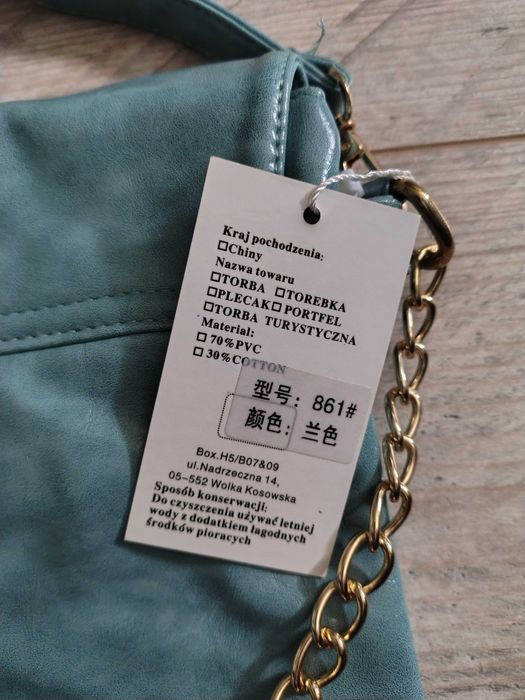 Kraj pochodzenia:
☐Chiny
Nazwa towaru
☐TORBA ☐TOREBKA
☐PLECAK☐PORTFEL
☐TORBA TURYSTYCZNA
Material:
☐ 70%PVC
☐ 30%COTTON
型号：861#
颜色：兰色
Box.H5/B07&09
ul.Nadrzeczna 14,
05-552 Wolka Kosowska
Sposób konserwacji:
Do czyszczenia używać letniej
wody z dodatkiem łagodnych
środków pioracych